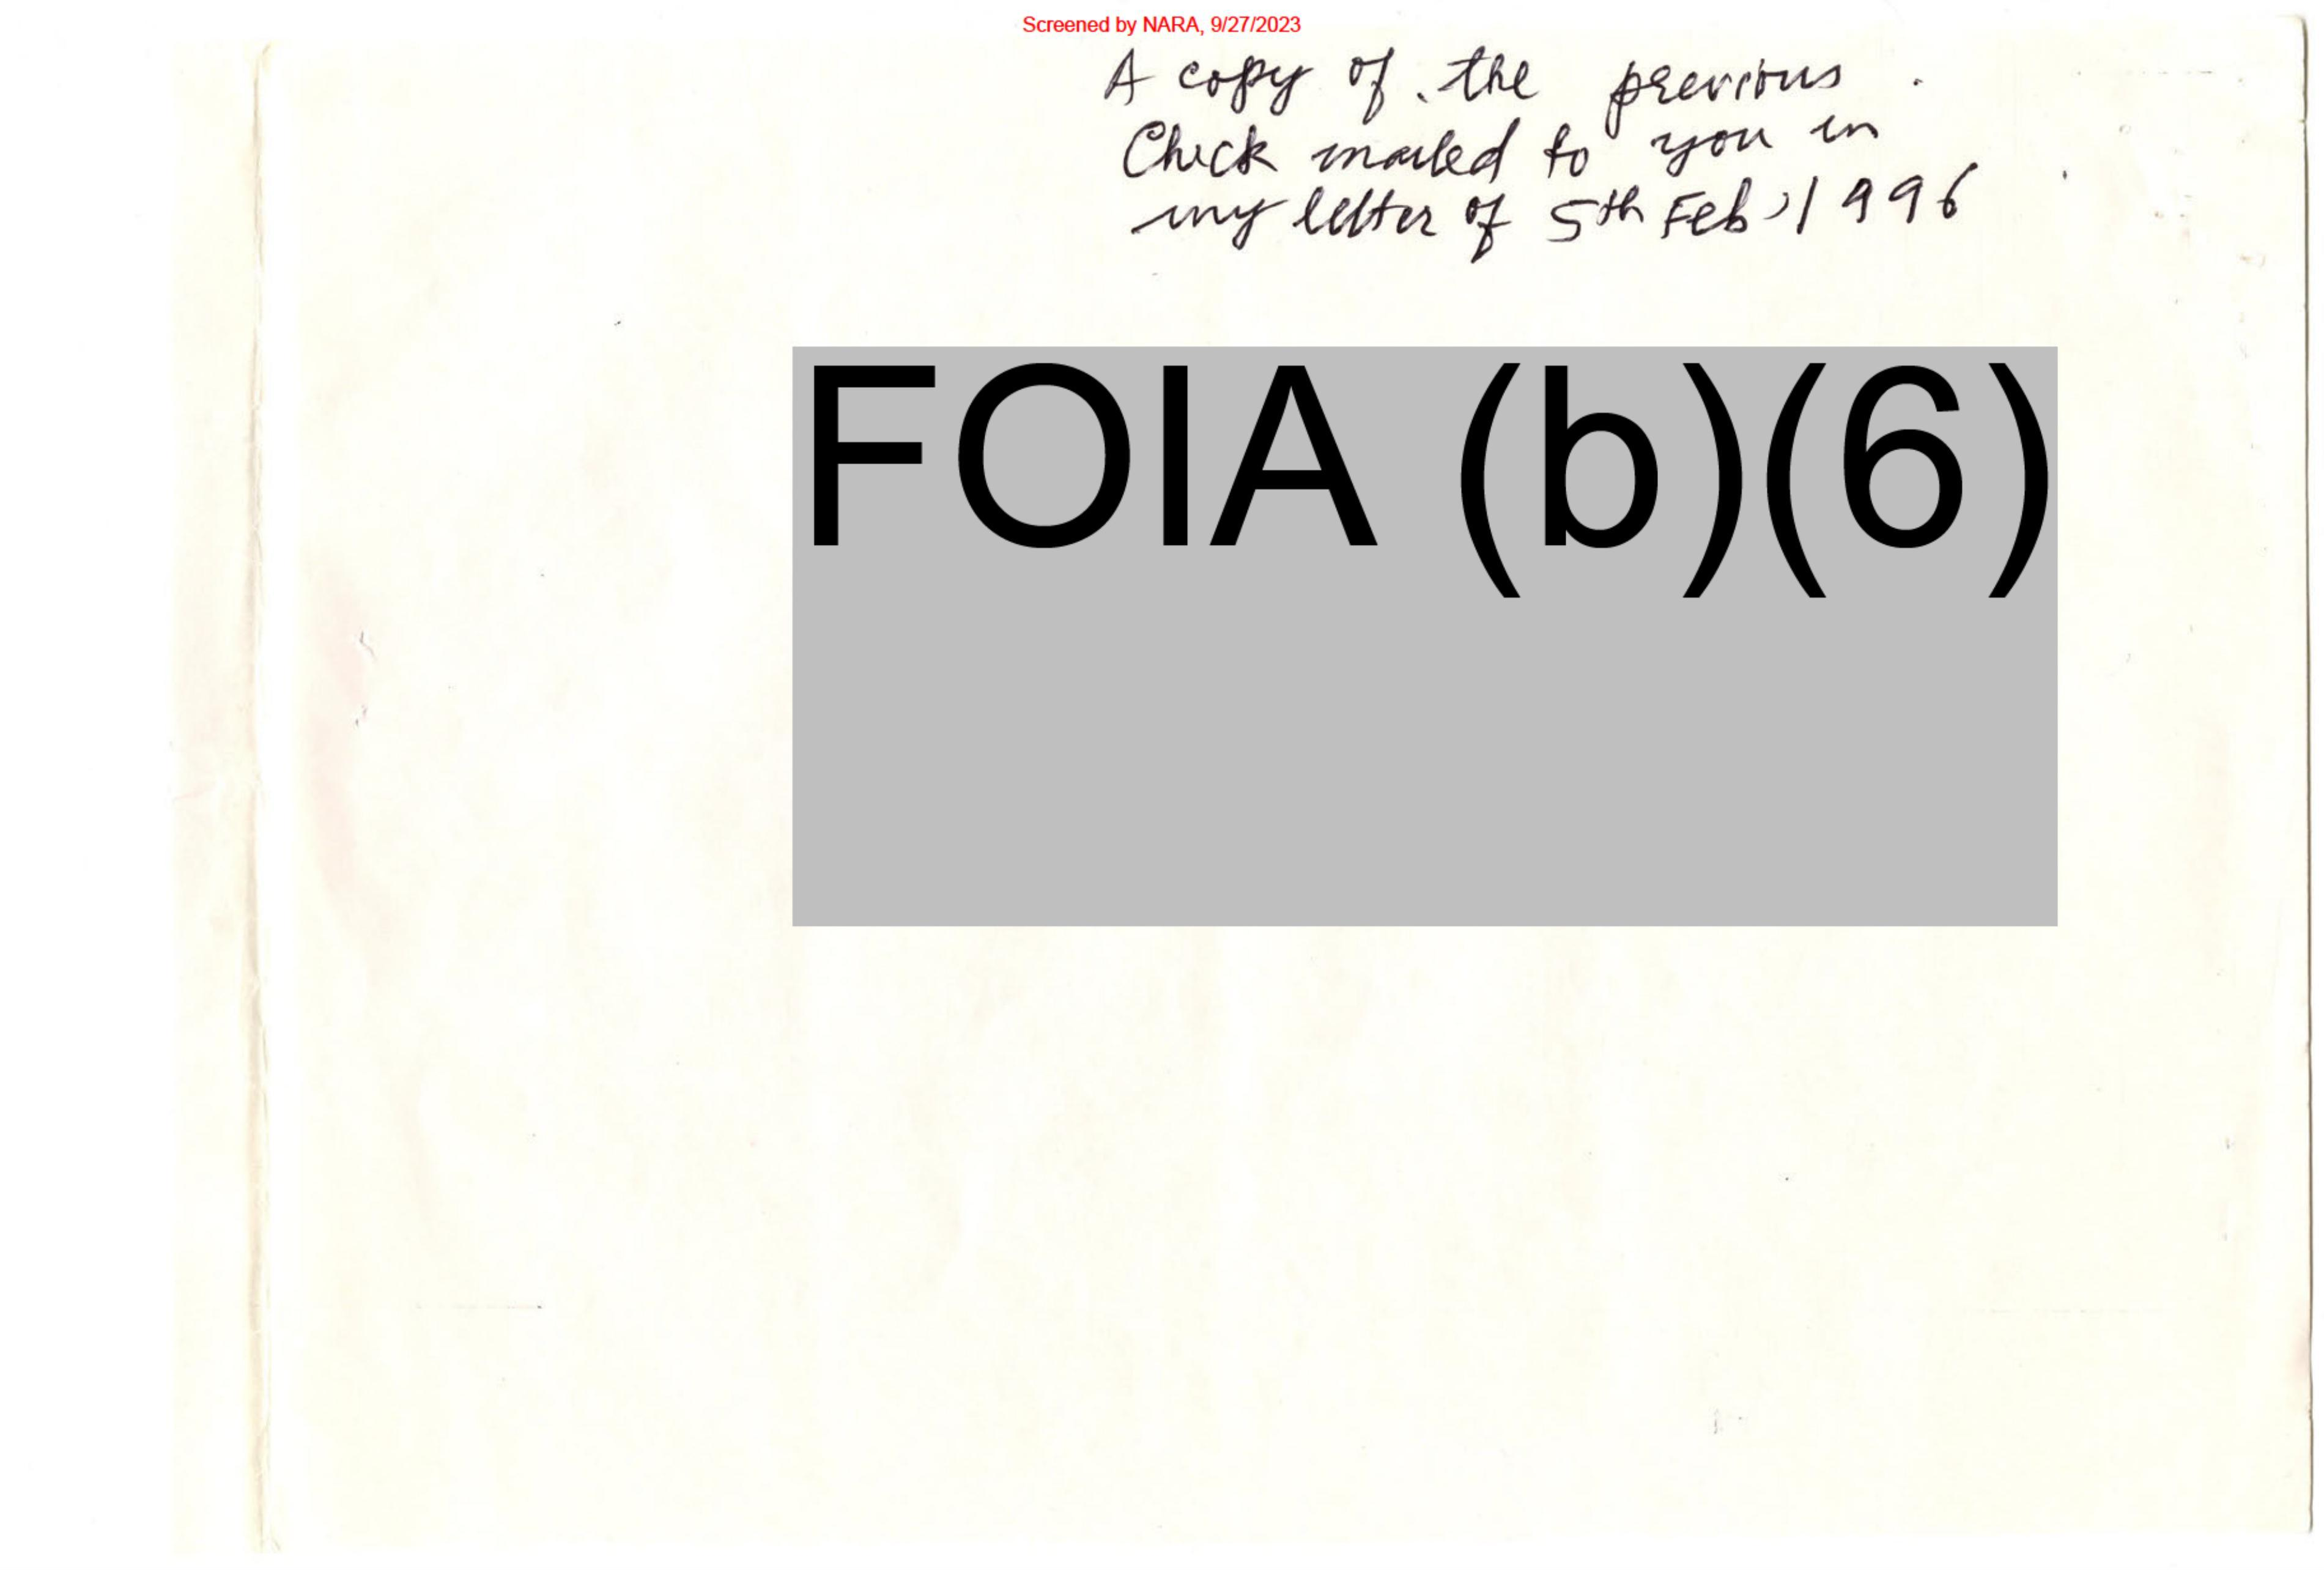 Screened by NARA, 9/27/2023
A copy of the previous
Check mailed to you in
my letter of 5th Feb, 1996
FOIA (b)(6)